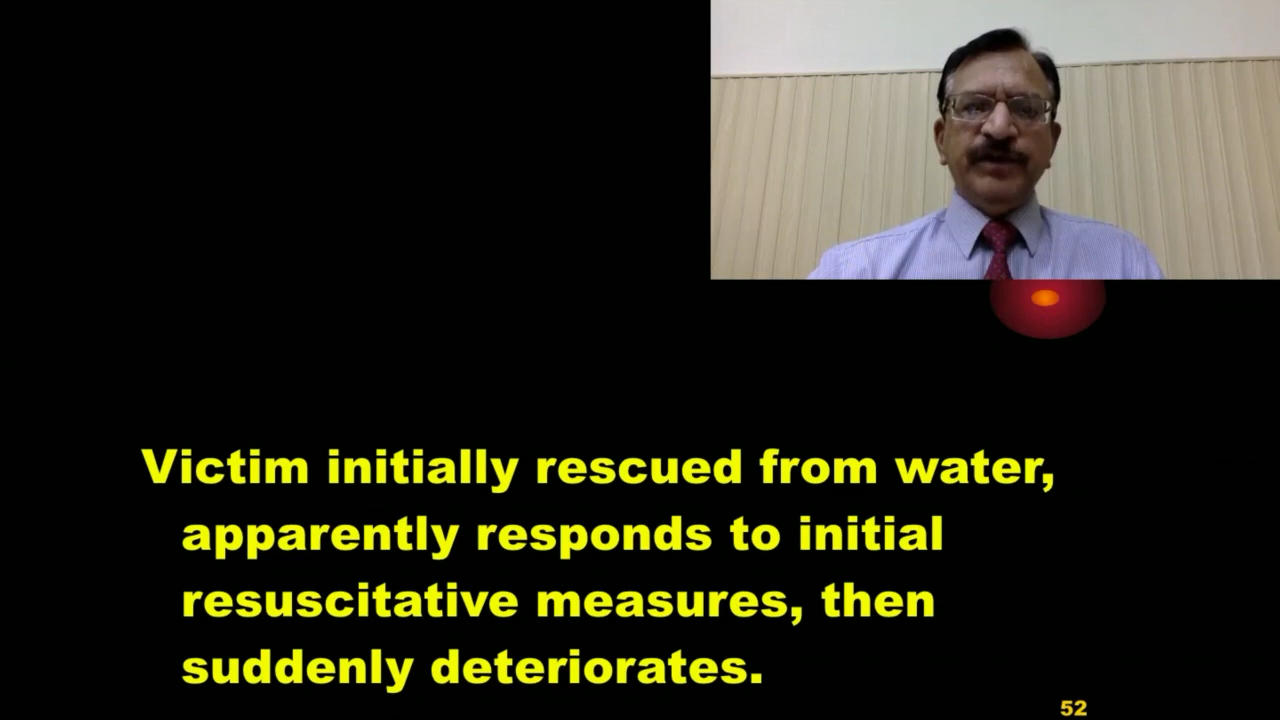 Victim initially rescued from water,
apparently responds to initial
resuscitative measures, then
suddenly deteriorates.
52